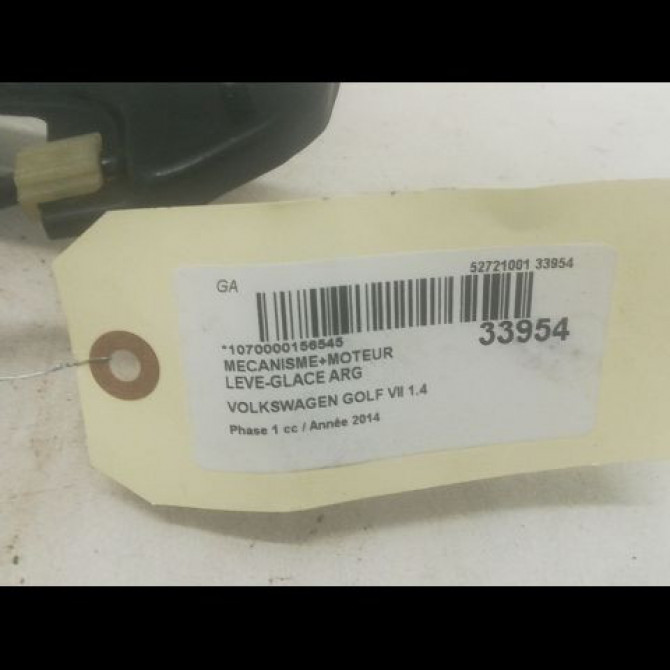 GA
52721001 33954
*1070000156545
33954
MECANISME+MOTEUR
LEVE-GLACE ARG
VOLKSWAGEN GOLF VII 1.4
Phase 1 cc / Année 2014